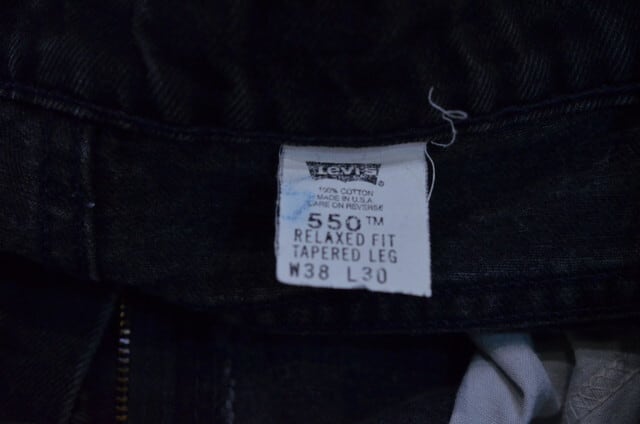 Levi's®
100% COTTON
MADE IN U.S.A.
CARE ON REVERSE
550™
RELAXED FIT
TAPERED LEG
W38 L30